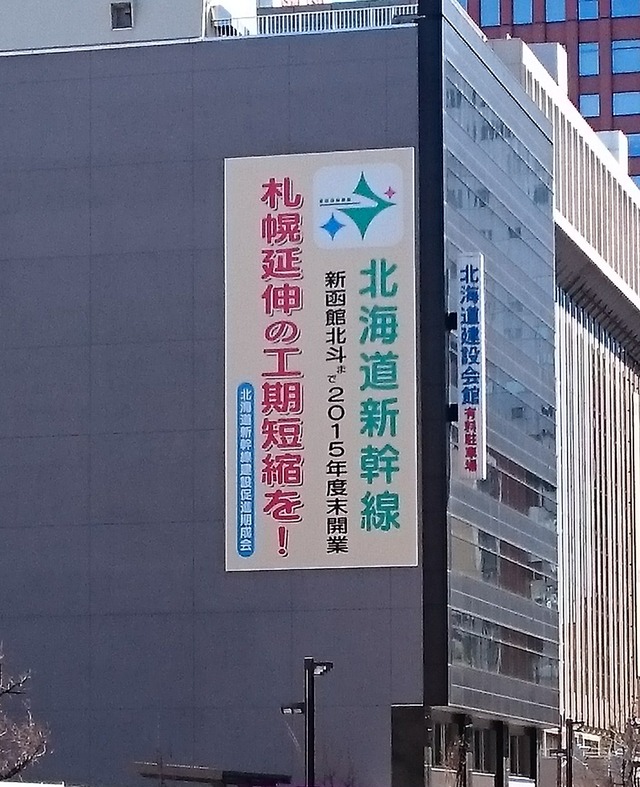 北海道新幹線
新函館北斗まで2015年度末開業
札幌延伸の工期短縮を!
北海道新幹線建設促進期成会
北海道建設会館
有料駐車場